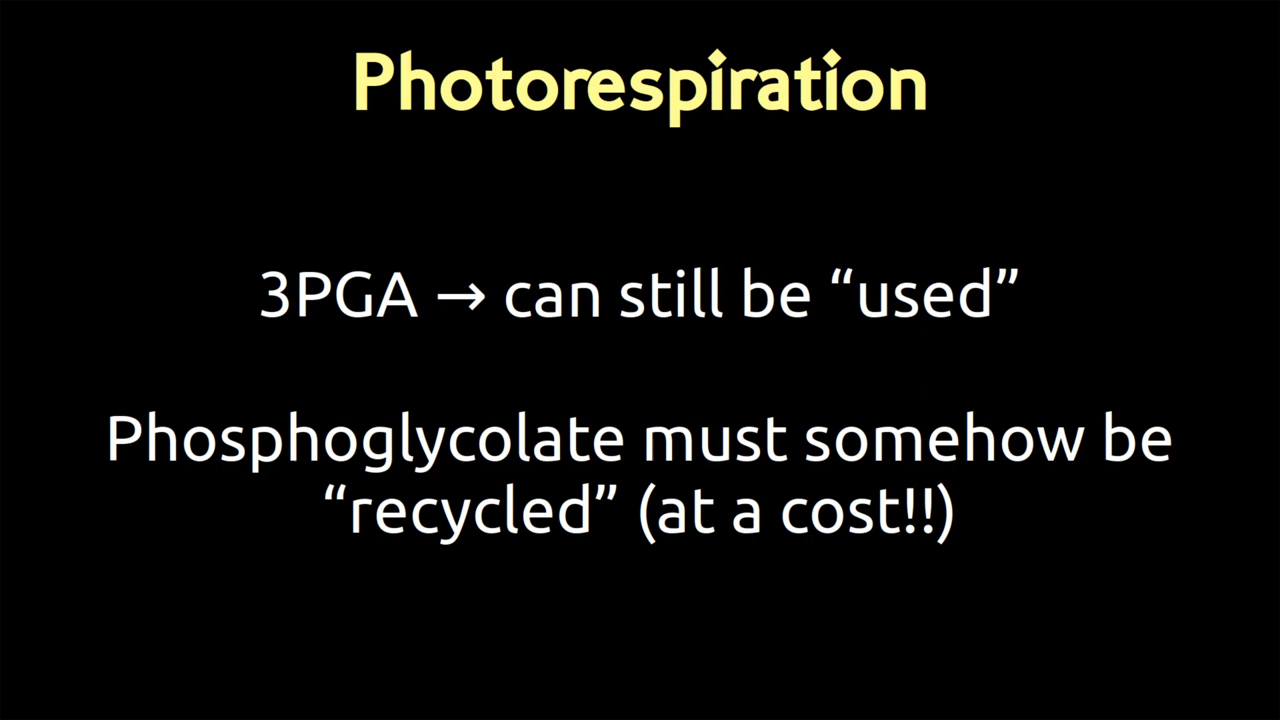 Photorespiration
3PGA → can still be “used”
Phosphoglycolate must somehow be
“recycled” (at a cost!!)